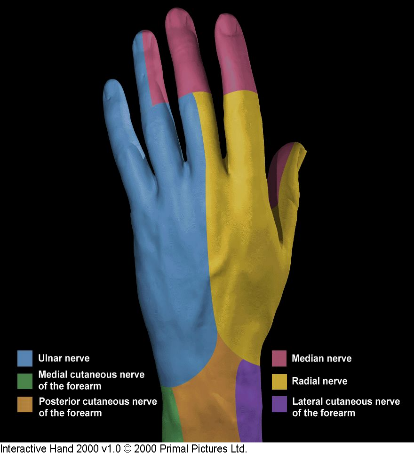 Ulnar nerve
Medial cutaneous nerve
of the forearm
Posterior cutaneous nerve
of the forearm
Median nerve
Radial nerve
Lateral cutaneous nerve
of the forearm
Interactive Hand 2000 v1.0 © 2000 Primal Pictures Ltd.